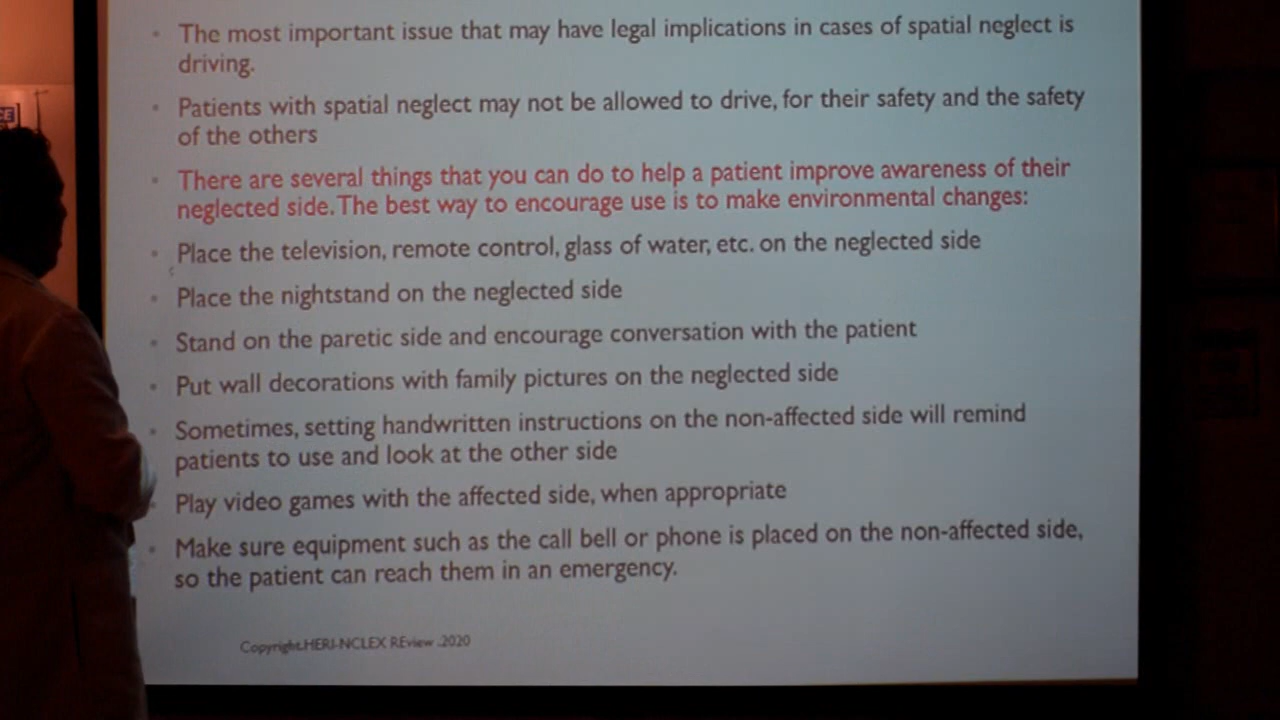 The most important issue that may have legal implications in cases of spatial neglect is
driving.
Patients with spatial neglect may not be allowed to drive, for their safety and the safety
of the others
There are several things that you can do to help a patient improve awareness of their
neglected side. The best way to encourage use is to make environmental changes:
Place the television, remote control, glass of water, etc. on the neglected side
Place the nightstand on the neglected side
Stand on the paretic side and encourage conversation with the patient
Put wall decorations with family pictures on the neglected side
Sometimes, setting handwritten instructions on the non-affected side will remind
patients to use and look at the other side
Play video games with the affected side, when appropriate
Make sure equipment such as the call bell or phone is placed on the non-affected side,
so the patient can reach them in an emergency.
Copyright.HERI-NCLEX REview .2020